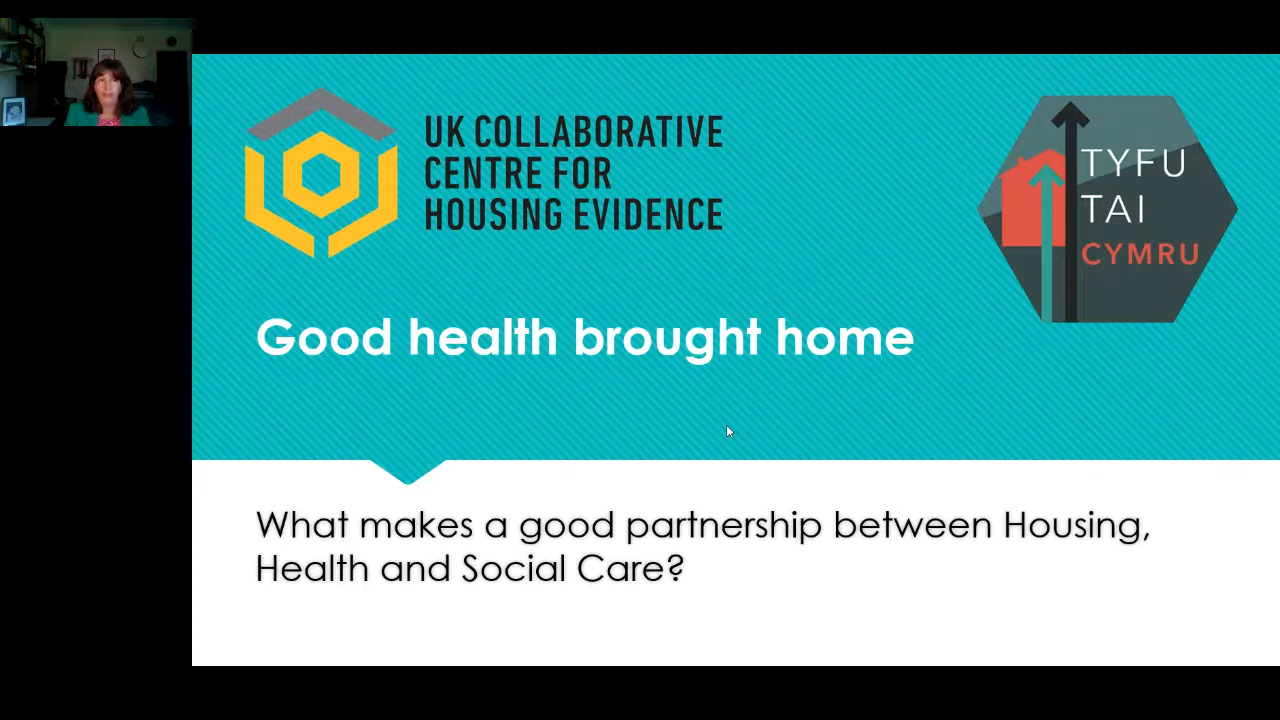 UK COLLABORATIVE
CENTRE FOR
HOUSING EVIDENCE
TYFU
TAI
CYMRU
Good health brought home
What makes a good partnership between Housing,
Health and Social Care?